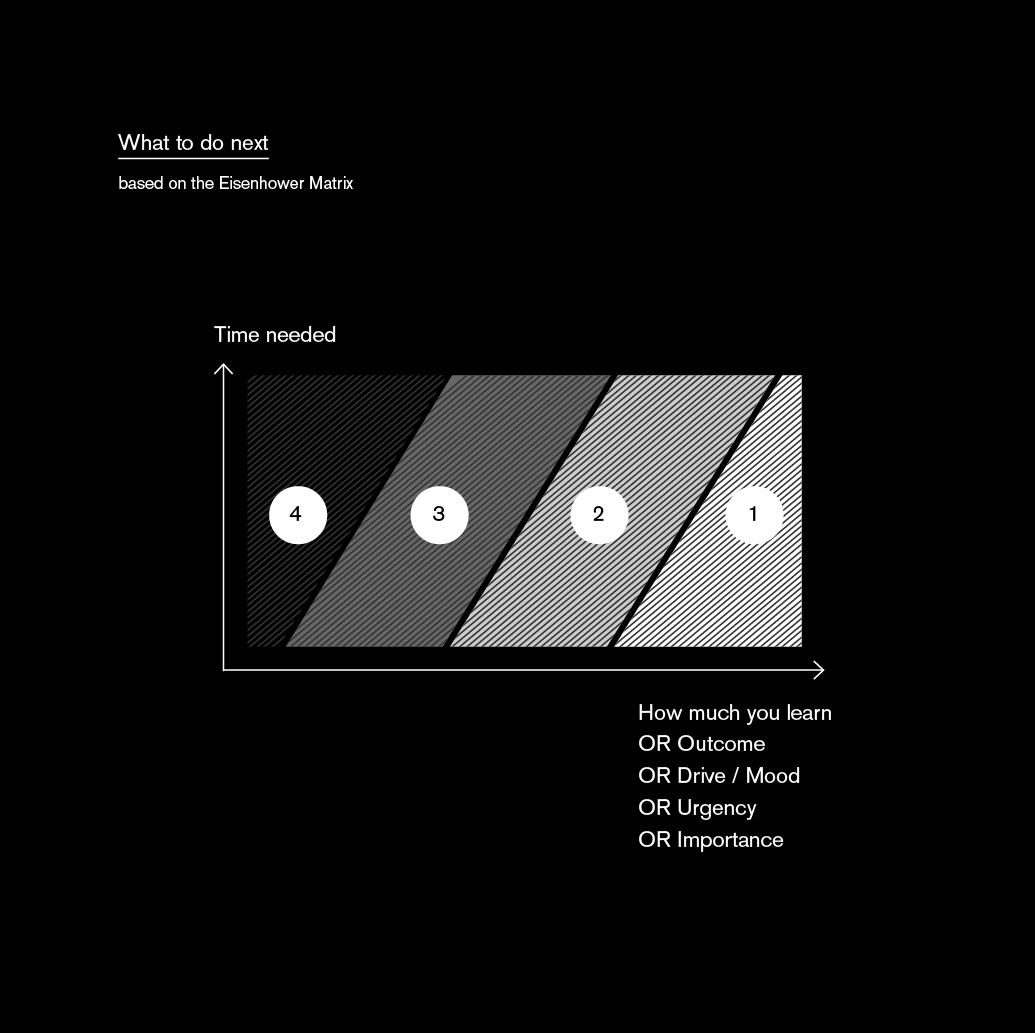 What to do next
based on the Eisenhower Matrix
Time needed
4
3
2
1
How much you learn
OR Outcome
OR Drive / Mood
OR Urgency
OR Importance